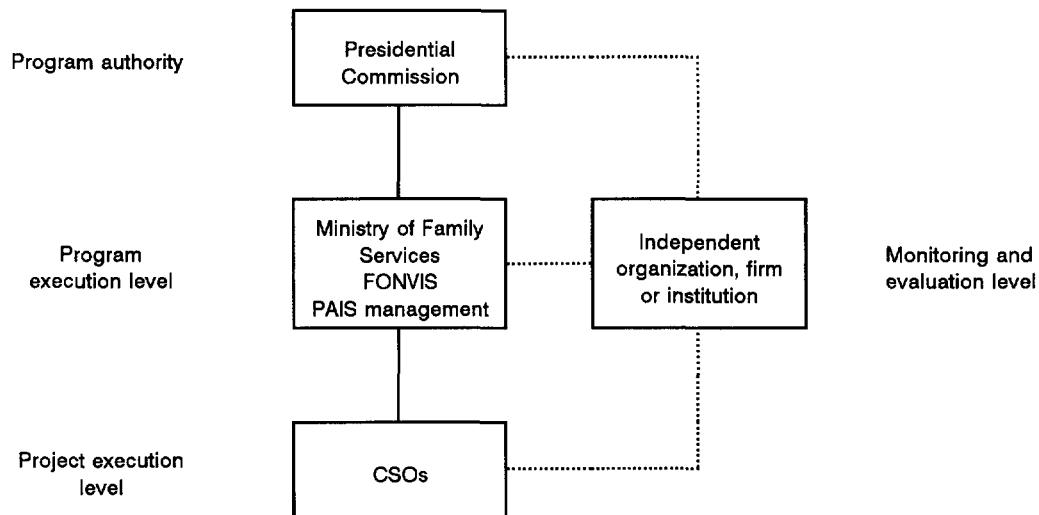 Program authority
Presidential
Commission
Program
execution level
Ministry of Family
Services
FONVIS
PAIS management
Independent
organization, firm
or institution
Monitoring and
evaluation level
Project execution
level
CSOs